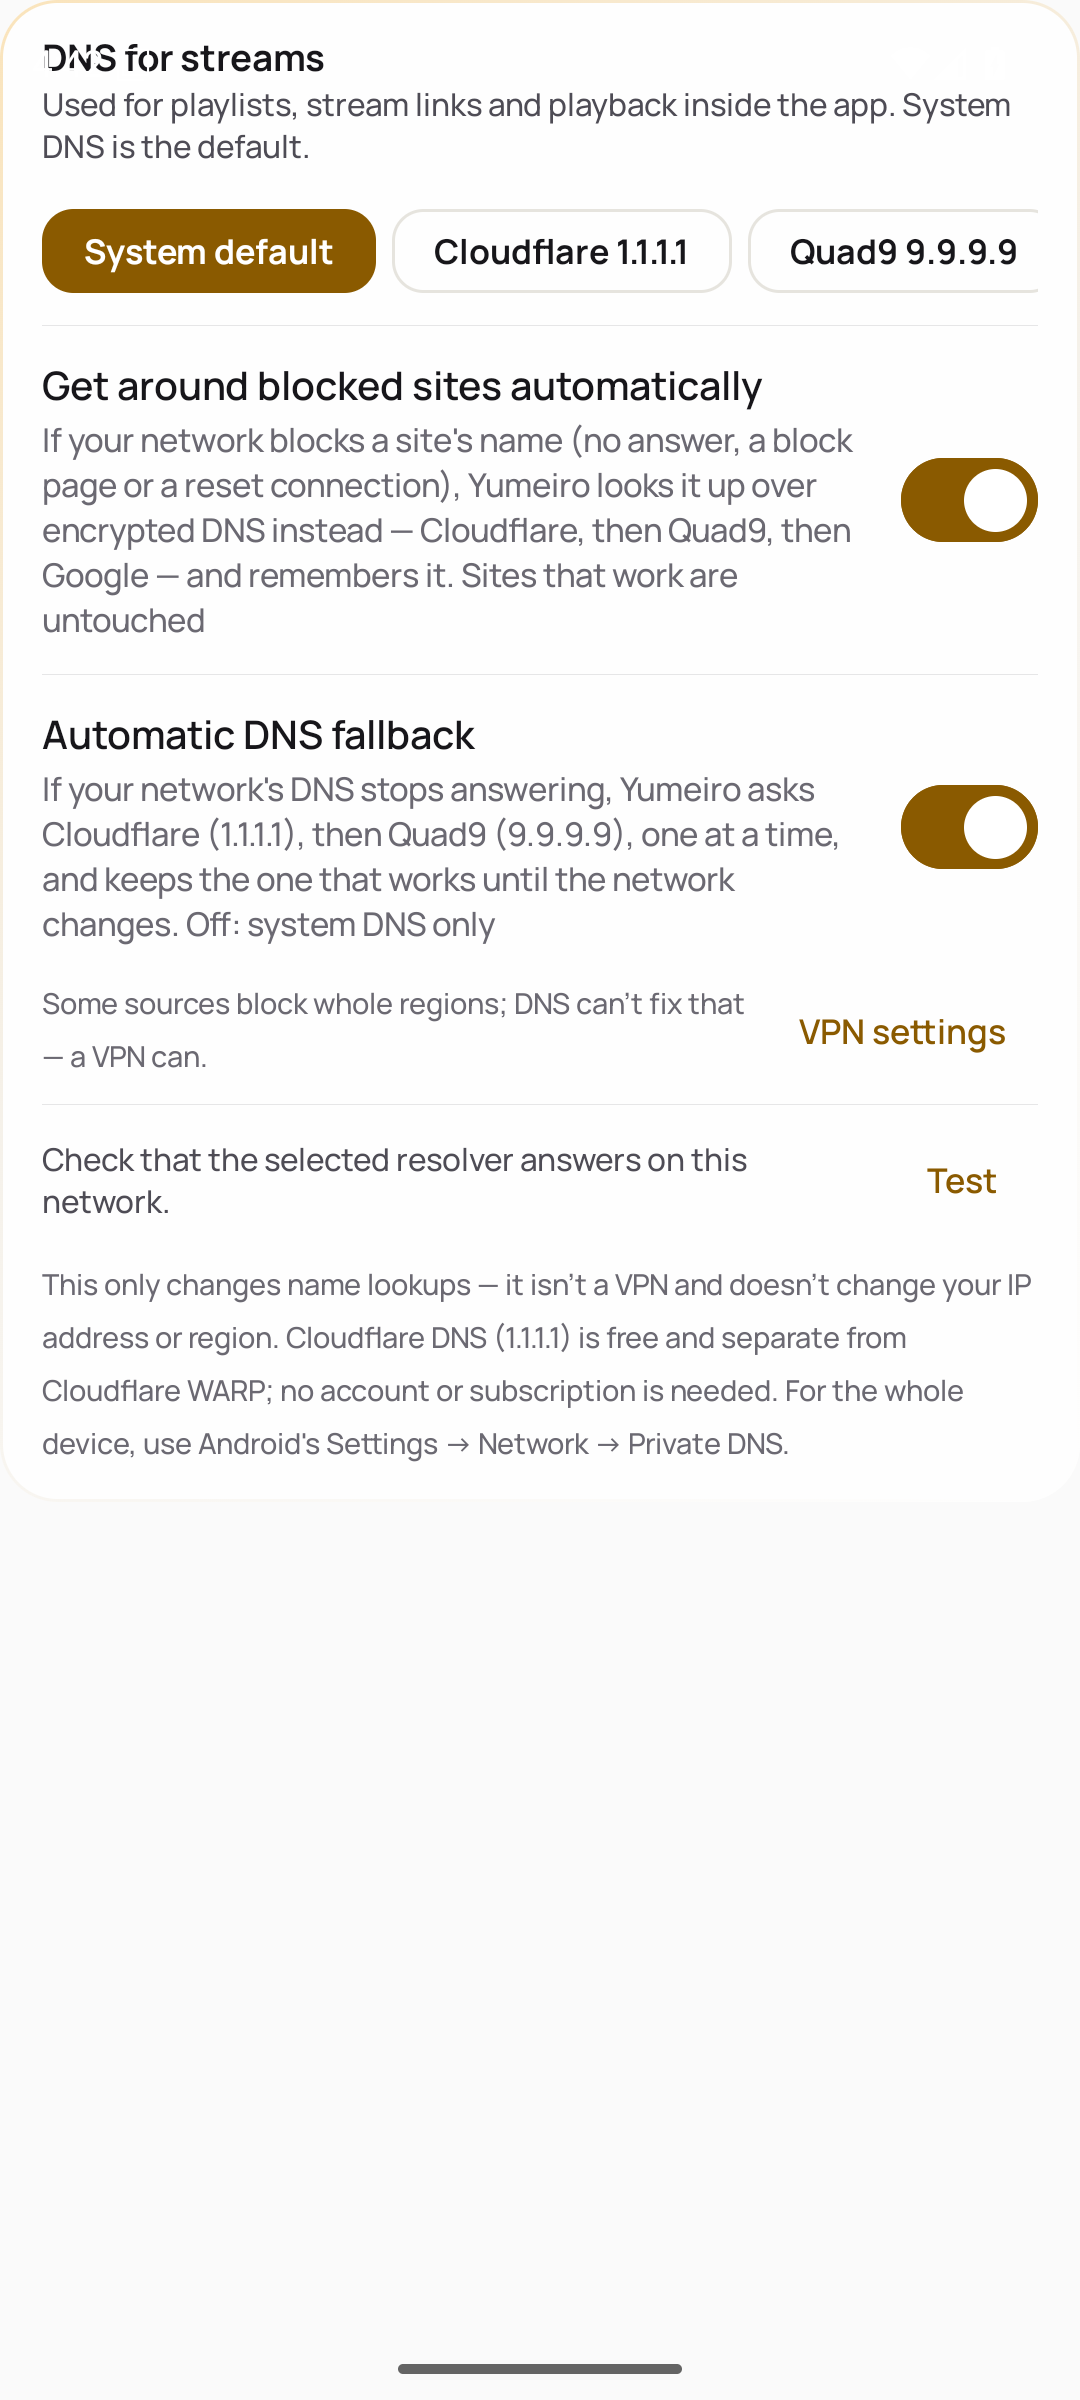 DNS for streams
Used for playlists, stream links and playback inside the app. System
DNS is the default.
System default
Cloudflare 1.1.1.1
Quad9 9.9.9.9
Get around blocked sites automatically
If your network blocks a site's name (no answer, a block
page or a reset connection), Yumeiro looks it up over
encrypted DNS instead — Cloudflare, then Quad9, then
Google — and remembers it. Sites that work are
untouched
Automatic DNS fallback
If your network's DNS stops answering, Yumeiro asks
Cloudflare (1.1.1.1), then Quad9 (9.9.9.9), one at a time,
and keeps the one that works until the network
changes. Off: system DNS only
Some sources block whole regions; DNS can’t fix that
— a VPN can.
VPN settings
Check that the selected resolver answers on this
network.
Test
This only changes name lookups — it isn’t a VPN and doesn’t change your IP
address or region. Cloudflare DNS (1.1.1.1) is free and separate from
Cloudflare WARP; no account or subscription is needed. For the whole
device, use Android's Settings → Network → Private DNS.